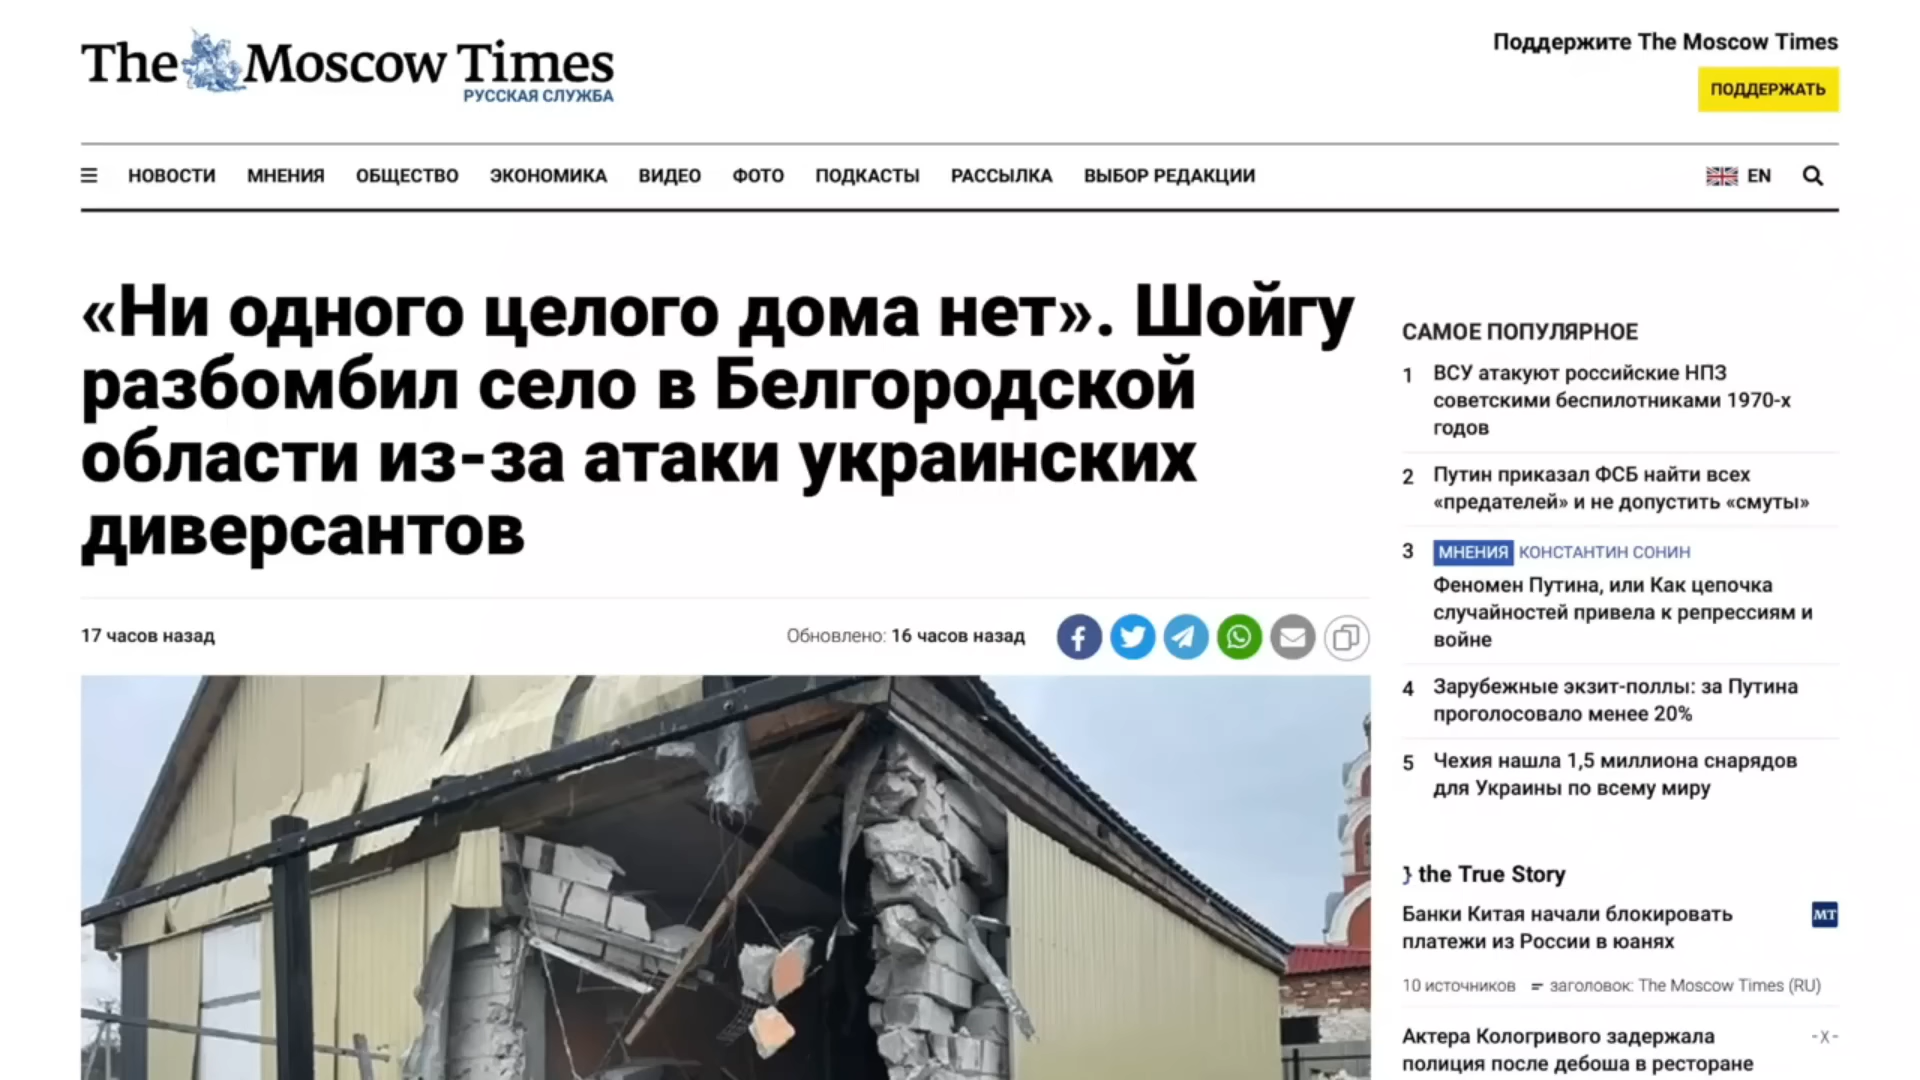 The Moscow Times
РУССКАЯ СЛУЖБА
Поддержите The Moscow Times
ПОДДЕРЖАТЬ
НОВОСТИ МНЕНИЯ ОБЩЕСТВО ЭКОНОМИКА ВИДЕО ФОТО ПОДКАСТЫ РАССЫЛКА ВЫБОР РЕДАКЦИИ EN
«Ни одного целого дома нет». Шойгу
разбомбил село в Белгородской
области из-за атаки украинских
диверсантов
17 часов назад
Обновлено: 16 часов назад
САМОЕ ПОПУЛЯРНОЕ
1 ВСУ атакуют российские НПЗ
советскими беспилотниками 1970-х
годов
2 Путин приказал ФСБ найти всех
«предателей» и не допустить «смуты»
3 МНЕНИЯ КОНСТАНТИН СОНИН
Феномен Путина, или Как цепочка
случайностей привела к репрессиям и
войне
4 Зарубежные экзит-поллы: за Путина
проголосовало менее 20%
5 Чехия нашла 1,5 миллиона снарядов
для Украины по всему миру
} the True Story
Банки Китая начали блокировать
платежи из России в юанях
MT
10 источников = заголовок: The Moscow Times (RU)
Актера Кологривого задержала
полиция после дебоша в ресторане
-X-